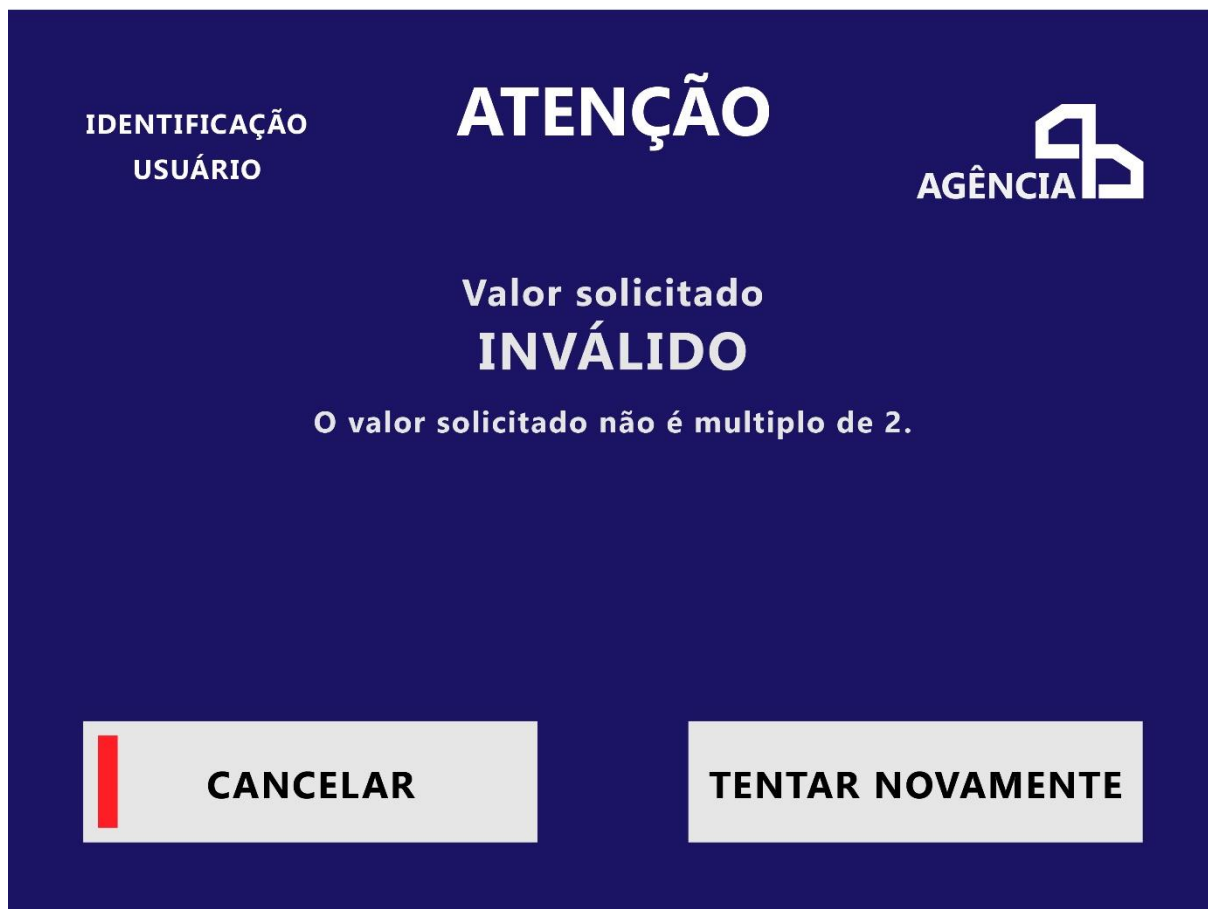 IDENTIFICAÇÃO
USUÁRIO
ATENÇÃO
AGÊNCIA
Valor solicitado
INVÁLIDO
O valor solicitado não é multiplo de 2.
CANCELAR
TENTAR NOVAMENTE